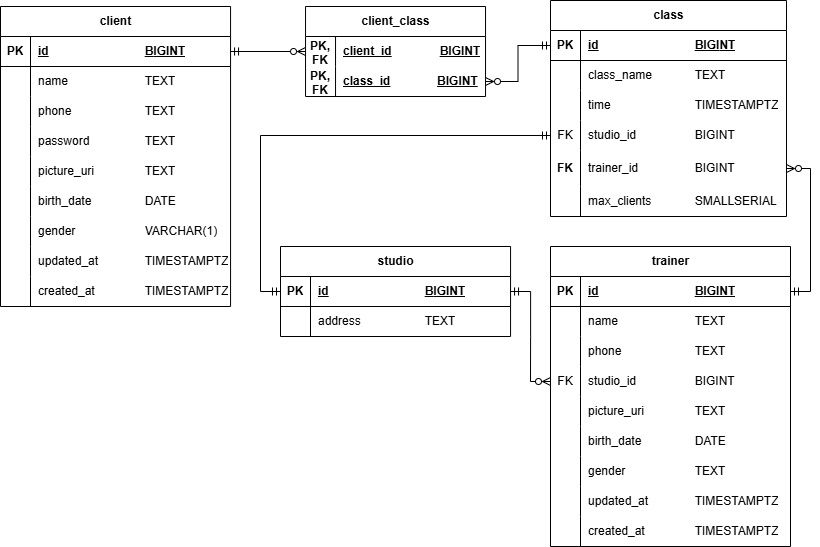 client
PK id BIGINT
name TEXT
phone TEXT
password TEXT
picture_uri TEXT
birth_date DATE
gender VARCHAR(1)
updated_at TIMESTAMPTZ
created_at TIMESTAMPTZ
client_class
PK,
FK client_id BIGINT
PK,
FK class_id BIGINT
class
PK id BIGINT
class_name TEXT
time TIMESTAMPTZ
FK studio_id BIGINT
FK trainer_id BIGINT
max_clients SMALLSERIAL
studio
PK id BIGINT
address TEXT
trainer
PK id BIGINT
name TEXT
phone TEXT
FK studio_id BIGINT
picture_uri TEXT
birth_date DATE
gender TEXT
updated_at TIMESTAMPTZ
created_at TIMESTAMPTZ